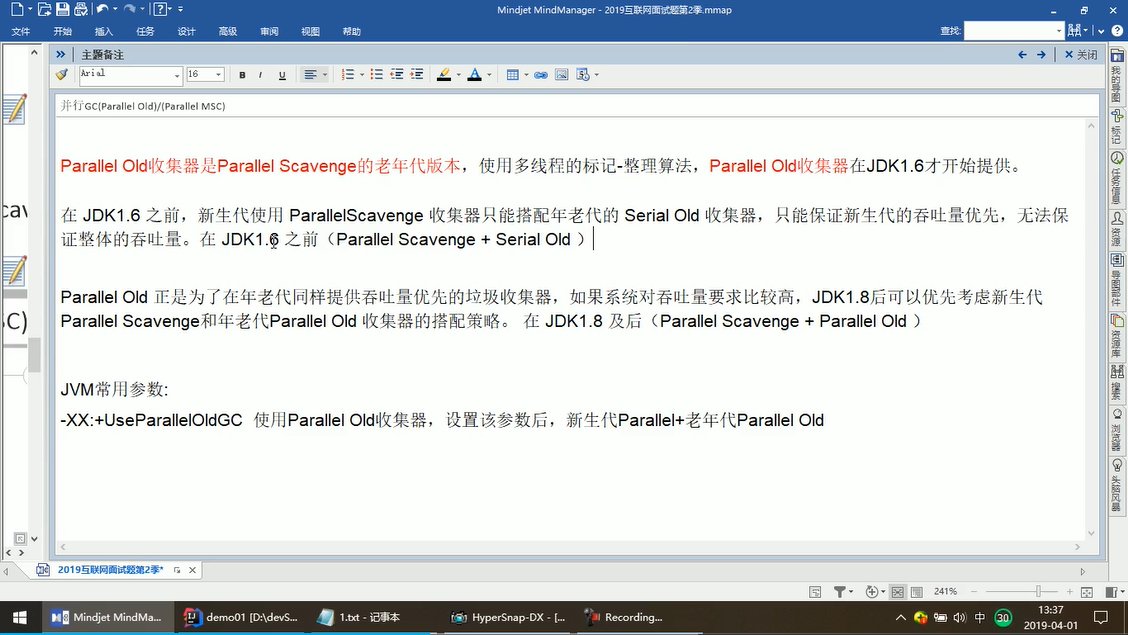 Mindjet MindManager - 2019互联网面试题第2季.mmap
文件 开始 插入 任务 设计 高级 审阅 视图 帮助 查找:
主题备注 关闭
Arial 16 B I U
并行GC(Parallel Old)/(Parallel MSC)
Parallel Old收集器是Parallel Scavenge的老年代版本，使用多线程的标记-整理算法，Parallel Old收集器在JDK1.6才开始提供。
在 JDK1.6 之前，新生代使用 ParallelScavenge 收集器只能搭配年老代的 Serial Old 收集器，只能保证新生代的吞吐量优先，无法保
证整体的吞吐量。在 JDK1.6 之前（Parallel Scavenge + Serial Old ）
Parallel Old 正是为了在年老代同样提供吞吐量优先的垃圾收集器，如果系统对吞吐量要求比较高，JDK1.8后可以优先考虑新生代
Parallel Scavenge和年老代Parallel Old 收集器的搭配策略。 在 JDK1.8 及后（Parallel Scavenge + Parallel Old ）
JVM常用参数:
-XX:+UseParallelOldGC 使用Parallel Old收集器，设置该参数后，新生代Parallel+老年代Parallel Old
我的导图
标记
任务信息
资源
导图部件
资源库
搜索
浏览器
头脑风暴
cav
C)
2019互联网面试题第2季*
241%
Mindjet MindMa... demo01 [D:\devS... 1.txt - 记事本 HyperSnap-DX - [... Recording... 中 30 13:37
2019-04-01